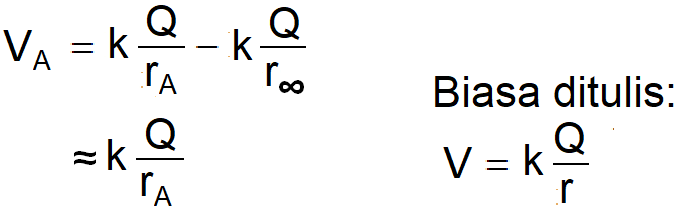 V_A = k Q/r_A − k Q/r_∞
≈ k Q/r_A
Biasa ditulis:
V = k Q/r